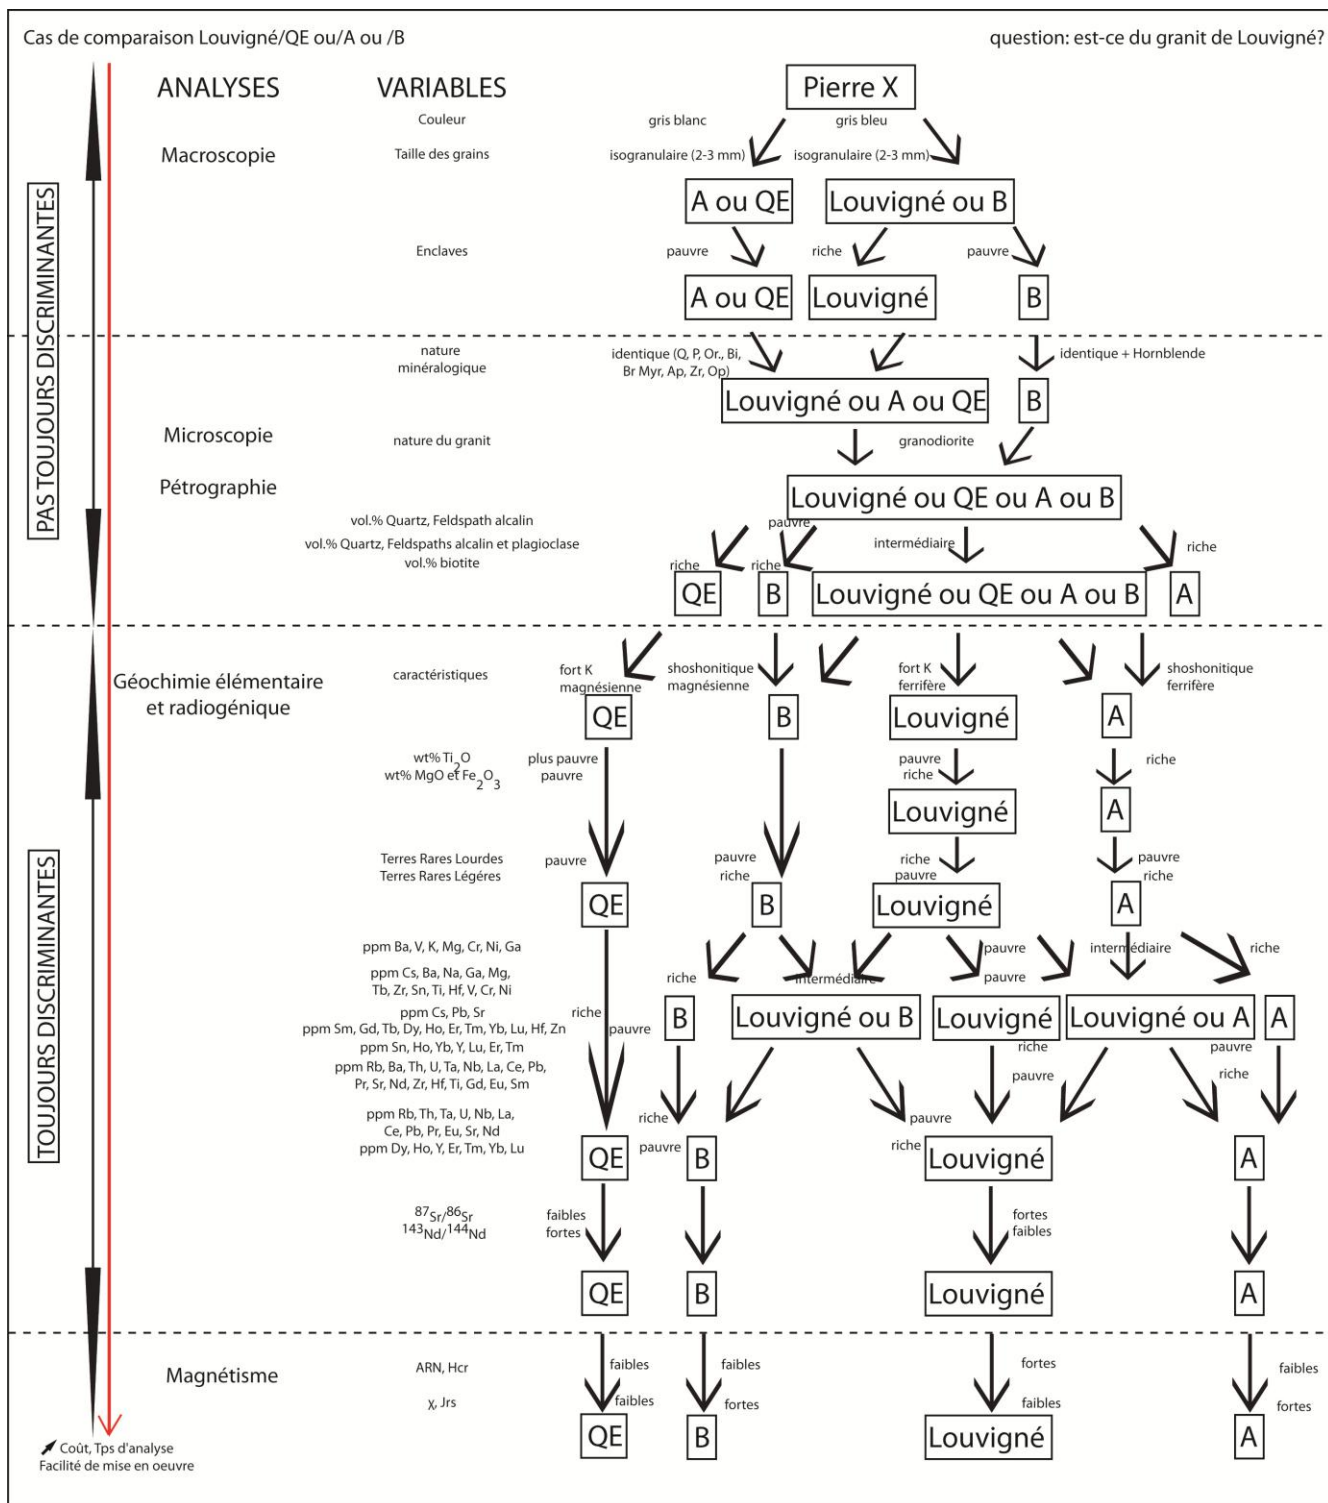 Cas de comparaison Louvigné/QE ou/A ou /B
question: est-ce du granit de Louvigné?
ANALYSES
VARIABLES
Pierre X
Couleur
gris blanc
gris bleu
Macroscopie
Taille des grains
isogranulaire (2-3 mm)
isogranulaire (2-3 mm)
A ou QE
Louvigné ou B
Enclaves
pauvre
riche
pauvre
A ou QE
Louvigné
B
PAS TOUJOURS DISCRIMINANTES
nature
minéralogique
identique (Q, P, Or., Bi,
Br Myr, Ap, Zr, Op)
identique + Hornblende
Louvigné ou A ou QE
B
Microscopie
nature du granit
granodiorite
Pétrographie
Louvigné ou QE ou A ou B
vol.% Quartz, Feldspath alcalin
pauvre
vol.% Quartz, Feldspaths alcalin et plagioclase
intermédiaire
riche
vol.% biotite
riche
riche
QE
B
Louvigné ou QE ou A ou B
A
Géochimie élémentaire
et radiogénique
caractéristiques
fort K
magnésienne
shoshonitique
magnésienne
fort K
ferrifère
shoshonitique
ferrifère
QE
B
Louvigné
A
wt% Ti2O
wt% MgO et Fe2O3
plus pauvre
pauvre
pauvre
riche
riche
Louvigné
A
Terres Rares Lourdes
Terres Rares Légéres
pauvre
pauvre
riche
riche
pauvre
pauvre
riche
QE
B
Louvigné
A
TOUJOURS DISCRIMINANTES
ppm Ba, V, K, Mg, Cr, Ni, Ga
pauvre
intermédiaire
riche
ppm Cs, Ba, Na, Ga, Mg,
Tb, Zr, Sn, Ti, Hf, V, Cr, Ni
riche
intermédiaire
pauvre
ppm Cs, Pb, Sr
riche
B
Louvigné ou B
Louvigné
Louvigné ou A
A
ppm Sm, Gd, Tb, Dy, Ho, Er, Tm, Yb, Lu, Hf, Zn
pauvre
ppm Sn, Ho, Yb, Y, Lu, Er, Tm
riche
pauvre
ppm Rb, Ba, Th, U, Ta, Nb, La, Ce, Pb,
Pr, Sr, Nd, Zr, Hf, Ti, Gd, Eu, Sm
pauvre
riche
ppm Rb, Th, Ta, U, Nb, La,
Ce, Pb, Pr, Eu, Sr, Nd
riche
pauvre
ppm Dy, Ho, Y, Er, Tm, Yb, Lu
pauvre
riche
QE
B
Louvigné
A
87Sr/86Sr
143Nd/144Nd
faibles
fortes
fortes
faibles
QE
B
Louvigné
A
Magnétisme
ARN, Hcr
faibles
faibles
fortes
faibles
χ, Jrs
faibles
fortes
faibles
fortes
QE
B
Louvigné
A
Coût, Tps d'analyse
Facilité de mise en oeuvre